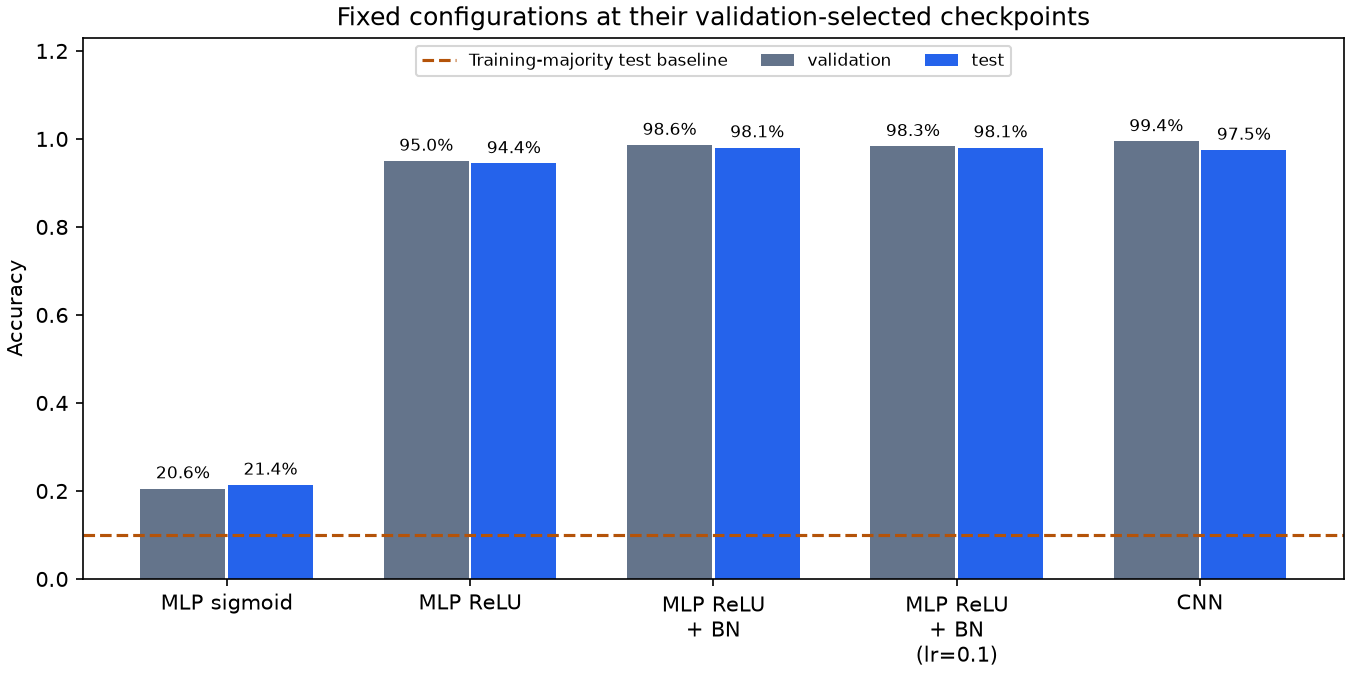 Fixed configurations at their validation-selected checkpoints
Training-majority test baseline validation test
Accuracy
1.2
1.0
0.8
0.6
0.4
0.2
0.0
20.6% 21.4%
95.0% 94.4%
98.6% 98.1%
98.3% 98.1%
99.4% 97.5%
MLP sigmoid
MLP ReLU
MLP ReLU
+ BN
MLP ReLU
+ BN
(lr=0.1)
CNN